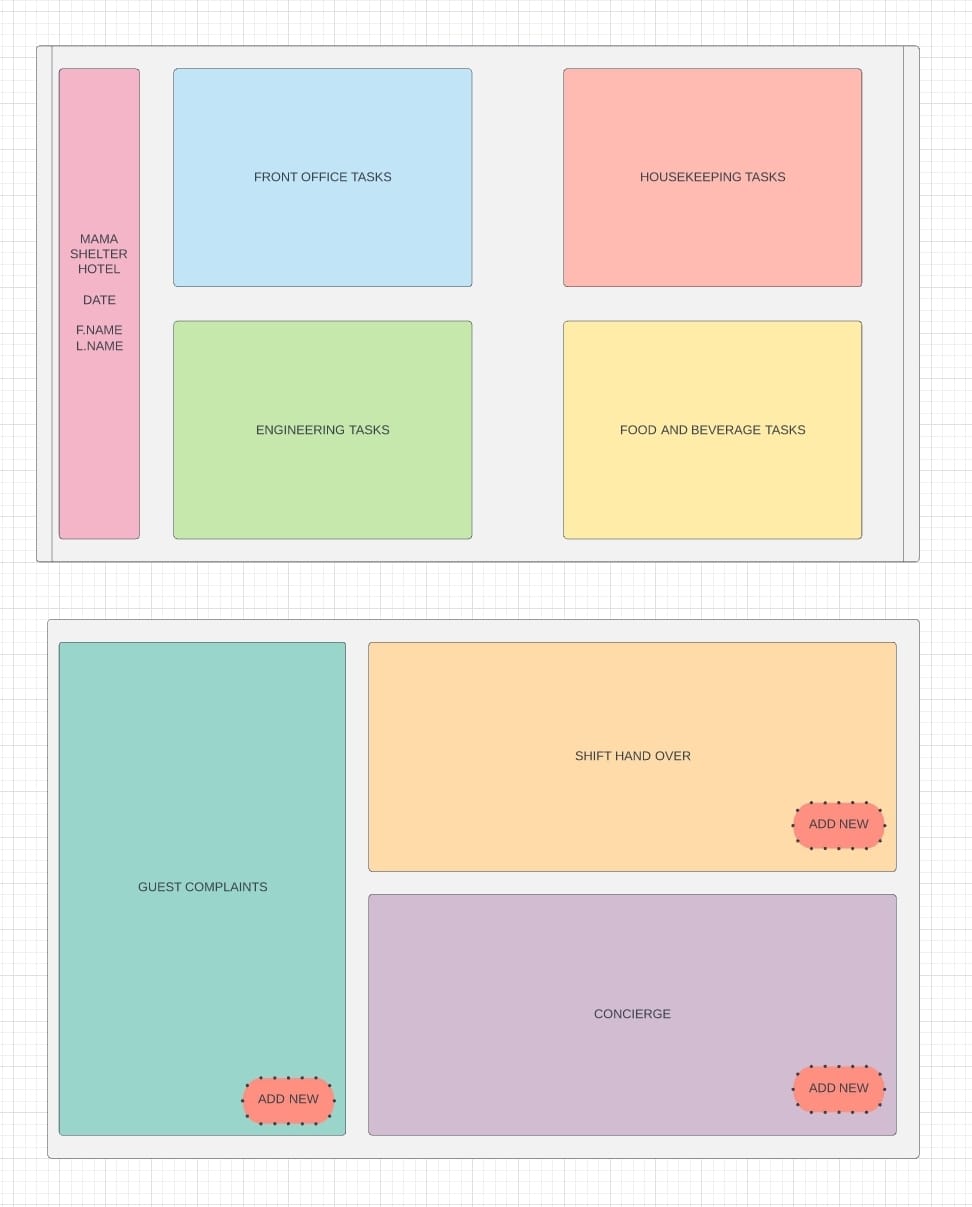 MAMA
SHELTER
HOTEL
DATE
F.NAME
L.NAME
FRONT OFFICE TASKS
HOUSEKEEPING TASKS
ENGINEERING TASKS
FOOD AND BEVERAGE TASKS
GUEST COMPLAINTS
ADD NEW
SHIFT HAND OVER
ADD NEW
CONCIERGE
ADD NEW